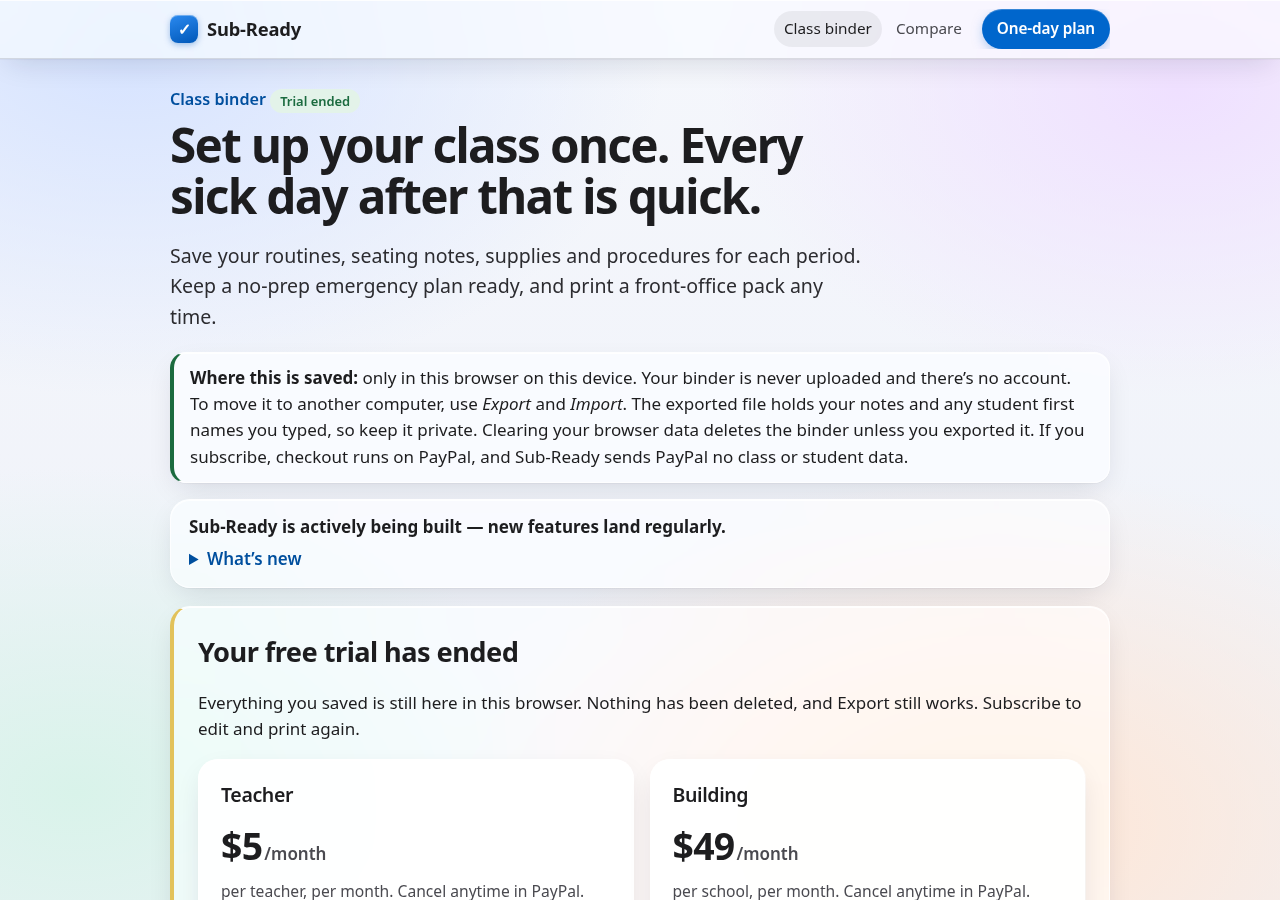 ✓ Sub-Ready Class binder Compare One-day plan
Class binder Trial ended
Set up your class once. Every
sick day after that is quick.
Save your routines, seating notes, supplies and procedures for each period.
Keep a no-prep emergency plan ready, and print a front-office pack any
time.
Where this is saved: only in this browser on this device. Your binder is never uploaded and there’s no account.
To move it to another computer, use Export and Import. The exported file holds your notes and any student first
names you typed, so keep it private. Clearing your browser data deletes the binder unless you exported it. If you
subscribe, checkout runs on PayPal, and Sub-Ready sends PayPal no class or student data.
Sub-Ready is actively being built — new features land regularly.
▶ What’s new
Your free trial has ended
Everything you saved is still here in this browser. Nothing has been deleted, and Export still works. Subscribe to
edit and print again.
Teacher
$5/month
per teacher, per month. Cancel anytime in PayPal.
Building
$49/month
per school, per month. Cancel anytime in PayPal.